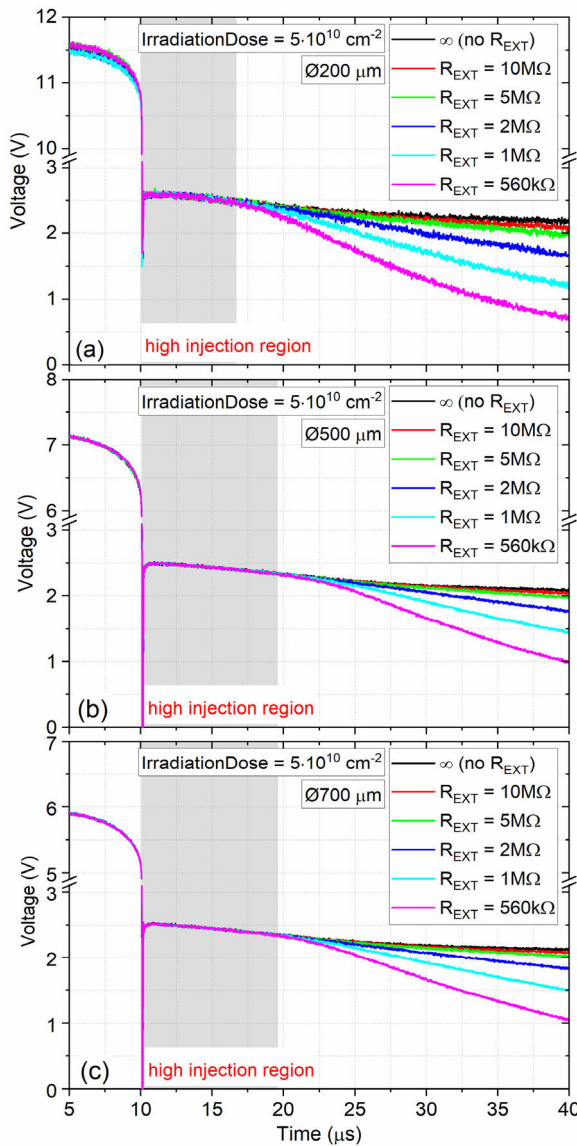 12
IrradiationDose = 5·10¹⁰ cm⁻²
∞ (no R_EXT)
Ø200 μm
R_EXT = 10MΩ
R_EXT = 5MΩ
11
R_EXT = 2MΩ
R_EXT = 1MΩ
10
R_EXT = 560kΩ
Voltage (V)
3
2
1
(a)
high injection region
0
IrradiationDose = 5·10¹⁰ cm⁻²
∞ (no R_EXT)
Ø500 μm
R_EXT = 10MΩ
7
R_EXT = 5MΩ
R_EXT = 2MΩ
6
R_EXT = 1MΩ
R_EXT = 560kΩ
Voltage (V)
3
2
1
(b)
high injection region
0
IrradiationDose = 5·10¹⁰ cm⁻²
∞ (no R_EXT)
Ø700 μm
R_EXT = 10MΩ
6
R_EXT = 5MΩ
R_EXT = 2MΩ
5
R_EXT = 1MΩ
R_EXT = 560kΩ
Voltage (V)
3
2
1
(c)
high injection region
0
5 10 15 20 25 30 35 40
Time (μs)